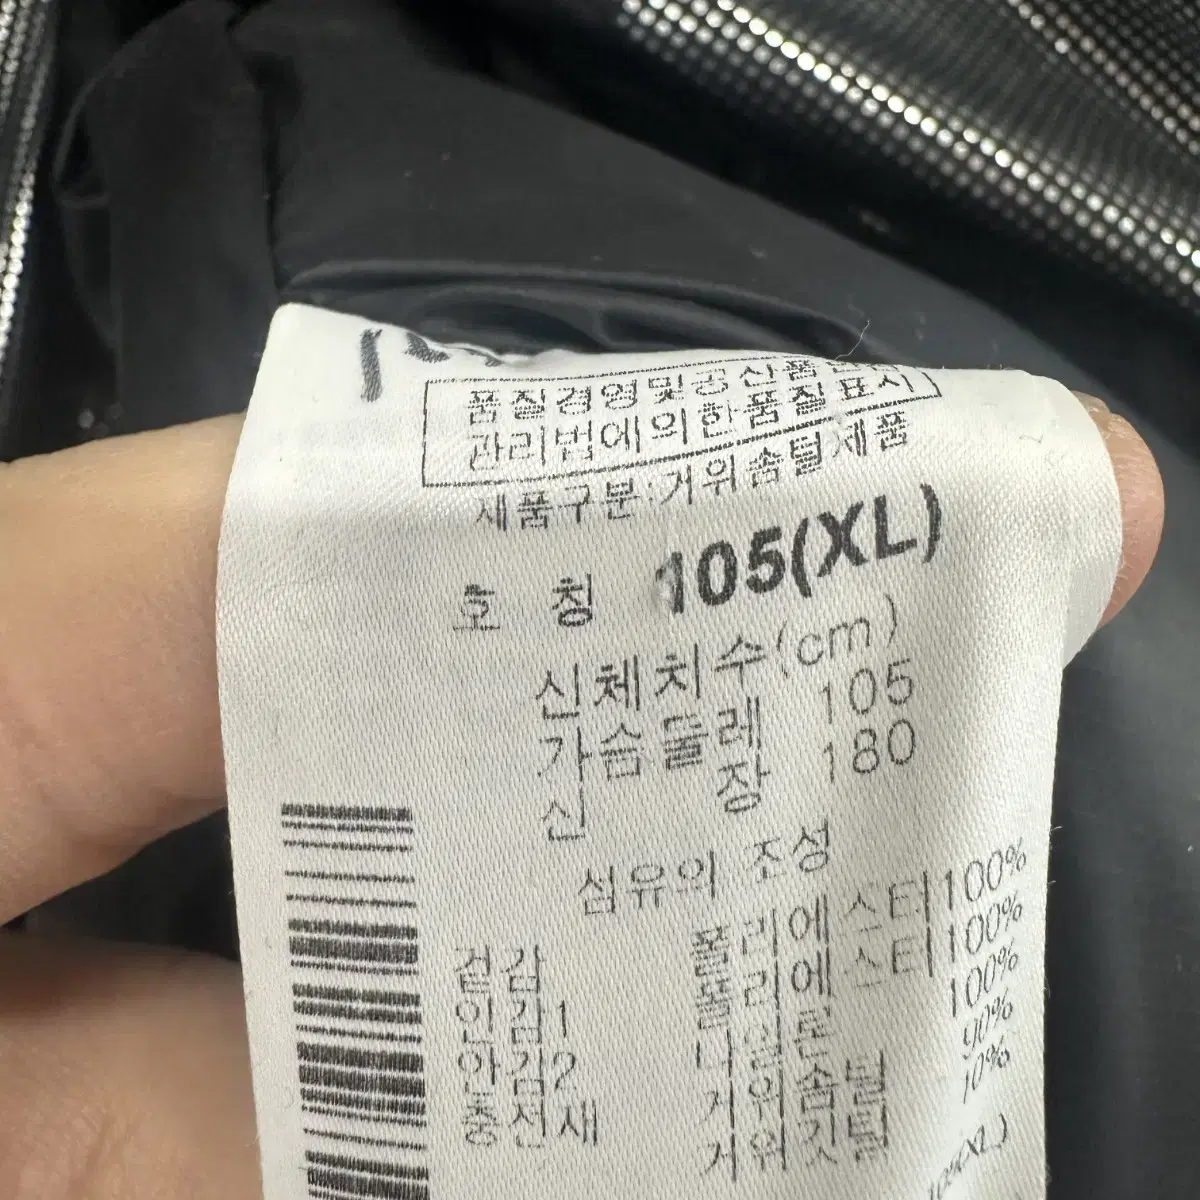 품질경영및공산품안전
관리법에의한품질표시
제품구분:거위솜털제품
호 칭 105(XL)
신체치수(cm)
가슴둘레 105
신 장 180
섬유의 조성
겉감 폴리에스터100%
안감1 폴리에스터100%
안감2 나일론 100%
충전재 거위솜털 90%
거위깃털 10%
105(XL)